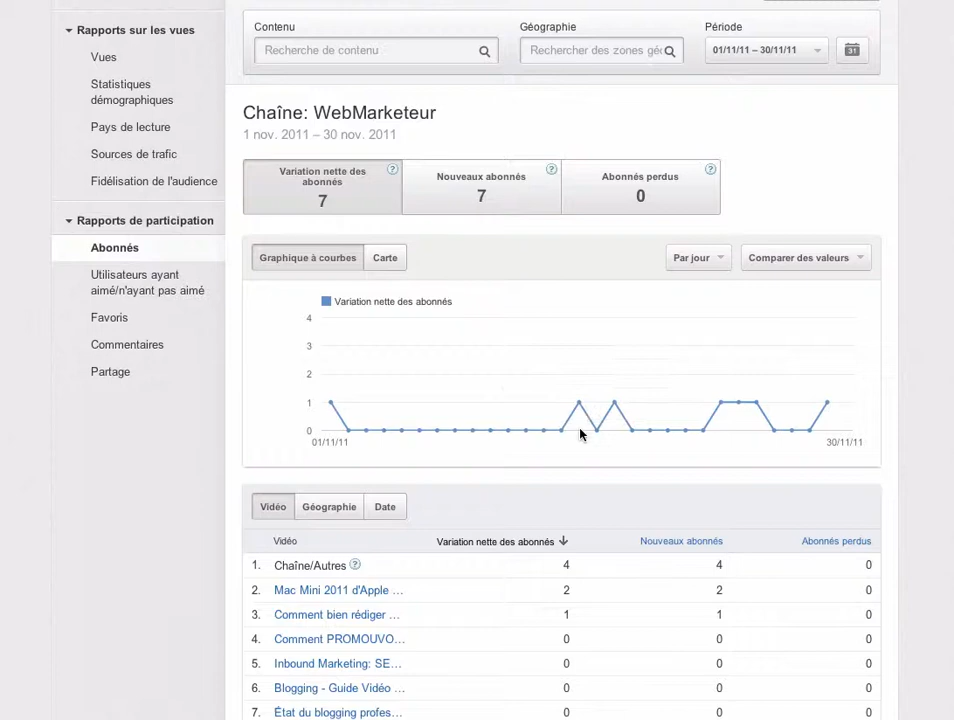 Rapports sur les vues
Vues
Statistiques
démographiques
Pays de lecture
Sources de trafic
Fidélisation de l'audience
Rapports de participation
Abonnés
Utilisateurs ayant
aimé/n'ayant pas aimé
Favoris
Commentaires
Partage
Contenu
Géographie
Période
Recherche de contenu
Rechercher des zones géo
01/11/11 – 30/11/11
31
Chaîne: WebMarketeur
1 nov. 2011 – 30 nov. 2011
Variation nette des
abonnés
?
7
Nouveaux abonnés
?
7
Abonnés perdus
?
0
Graphique à courbes
Carte
Par jour
Comparer des valeurs
Variation nette des abonnés
4
3
2
1
0
01/11/11
30/11/11
Vidéo
Géographie
Date
Vidéo Variation nette des abonnés Nouveaux abonnés Abonnés perdus
1. Chaîne/Autres ? 4 4 0
2. Mac Mini 2011 d'Apple ... 2 2 0
3. Comment bien rédiger ... 1 1 0
4. Comment PROMOUVO... 0 0 0
5. Inbound Marketing: SE... 0 0 0
6. Blogging - Guide Vidéo ... 0 0 0
7. État du blogging profes... 0 0 0